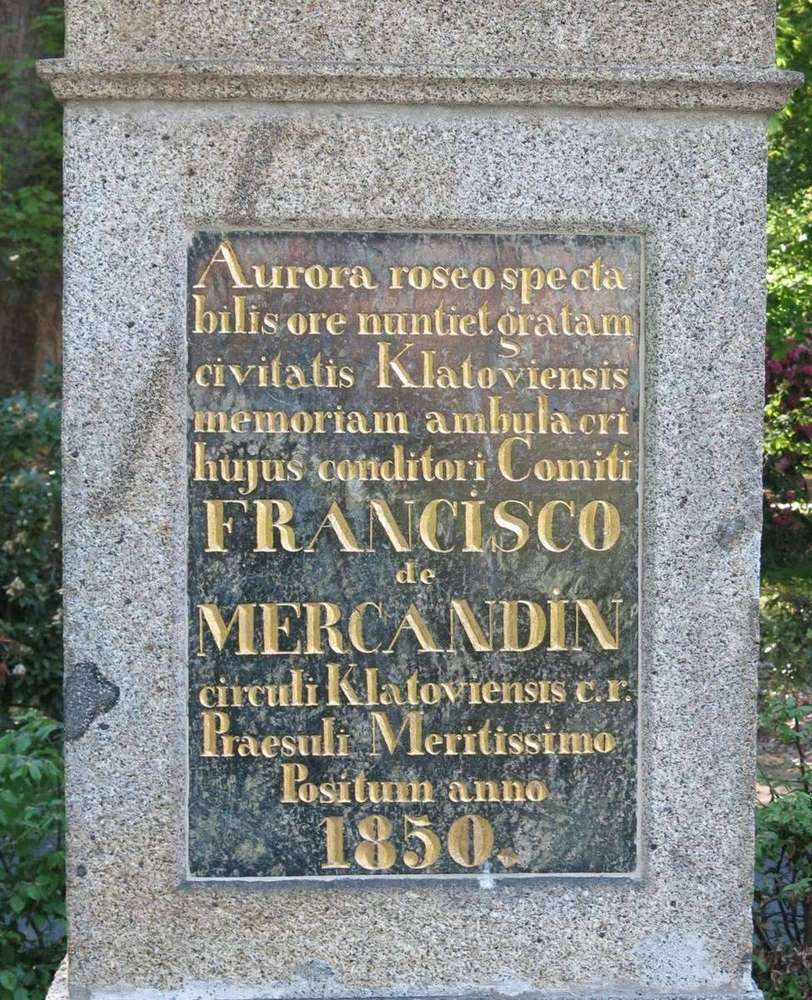 Aurora roseo specta
bilis ore nuntiet gratam
civitatis Klatoviensis
memoriam ambulacri
hujus conditori Comiti
FRANCiSCO
de
MERCANDiN
circuli Klatoviensis c. r.
Praesuli Meritissimo
Positum anno
1850.